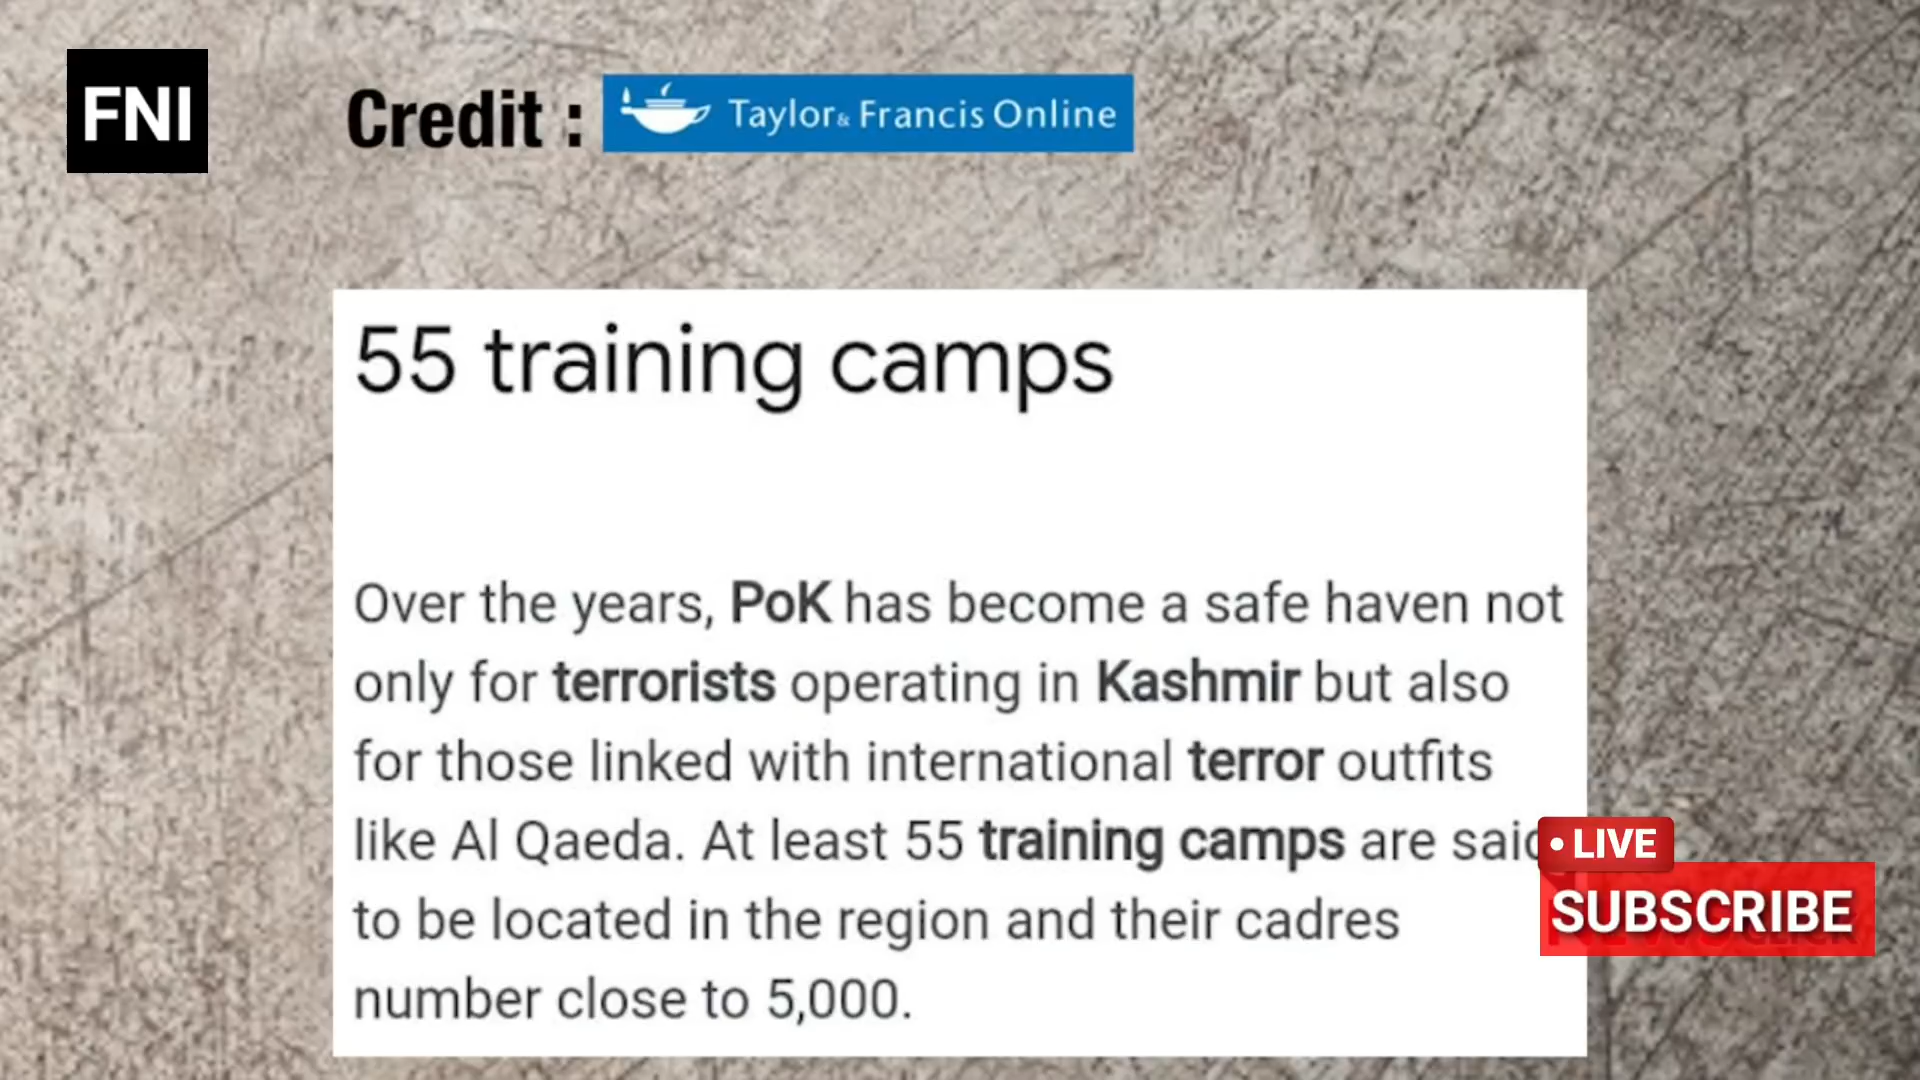 FNI
Credit : Taylor & Francis Online
55 training camps
Over the years, PoK has become a safe haven not
only for terrorists operating in Kashmir but also
for those linked with international terror outfits
like Al Qaeda. At least 55 training camps are said
to be located in the region and their cadres
number close to 5,000.
• LIVE
SUBSCRIBE